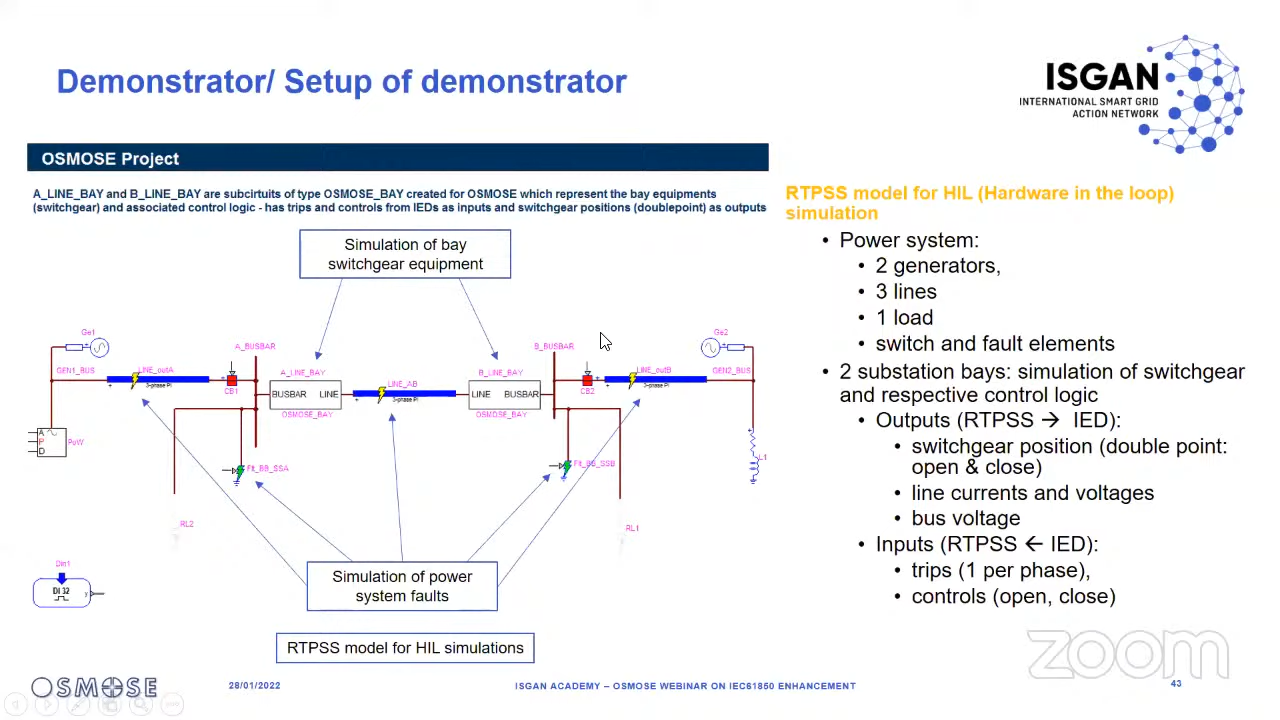 Demonstrator/ Setup of demonstrator
ISGAN
INTERNATIONAL SMART GRID
ACTION NETWORK
OSMOSE Project
A_LINE_BAY and B_LINE_BAY are subcirtuits of type OSMOSE_BAY created for OSMOSE which represent the bay equipments
(switchgear) and associated control logic - has trips and controls from IEDs as inputs and switchgear positions (doublepoint) as outputs
Simulation of bay
switchgear equipment
Ge1
GEN1_BUS
LINE_outA
3-phase PI
CB1
A_BUSBAR
A_LINE_BAY
BUSBAR LINE
OSMOSE_BAY
LINE_AB
3-phase PI
B_LINE_BAY
LINE BUSBAR
OSMOSE_BAY
B_BUSBAR
CB2
LINE_outB
3-phase PI
Ge2
GEN2_BUS
A
P
D
PoW
Flt_BB_SSA
Flt_BB_SSB
L1
RL2
RL1
Din1
DI 32
y
Simulation of power
system faults
RTPSS model for HIL simulations
RTPSS model for HIL (Hardware in the loop)
simulation
• Power system:
• 2 generators,
• 3 lines
• 1 load
• switch and fault elements
• 2 substation bays: simulation of switchgear
and respective control logic
• Outputs (RTPSS → IED):
• switchgear position (double point:
open & close)
• line currents and voltages
• bus voltage
• Inputs (RTPSS ← IED):
• trips (1 per phase),
• controls (open, close)
zoom
OSMOSE
28/01/2022
ISGAN ACADEMY – OSMOSE WEBINAR ON IEC61850 ENHANCEMENT
43